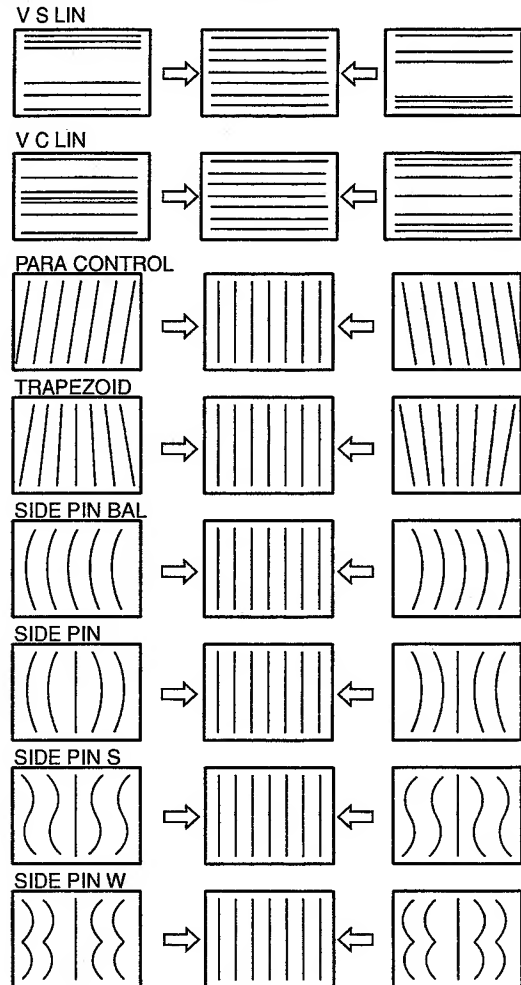 V S LIN
V C LIN
PARA CONTROL
TRAPEZOID
SIDE PIN BAL
SIDE PIN
SIDE PIN S
SIDE PIN W